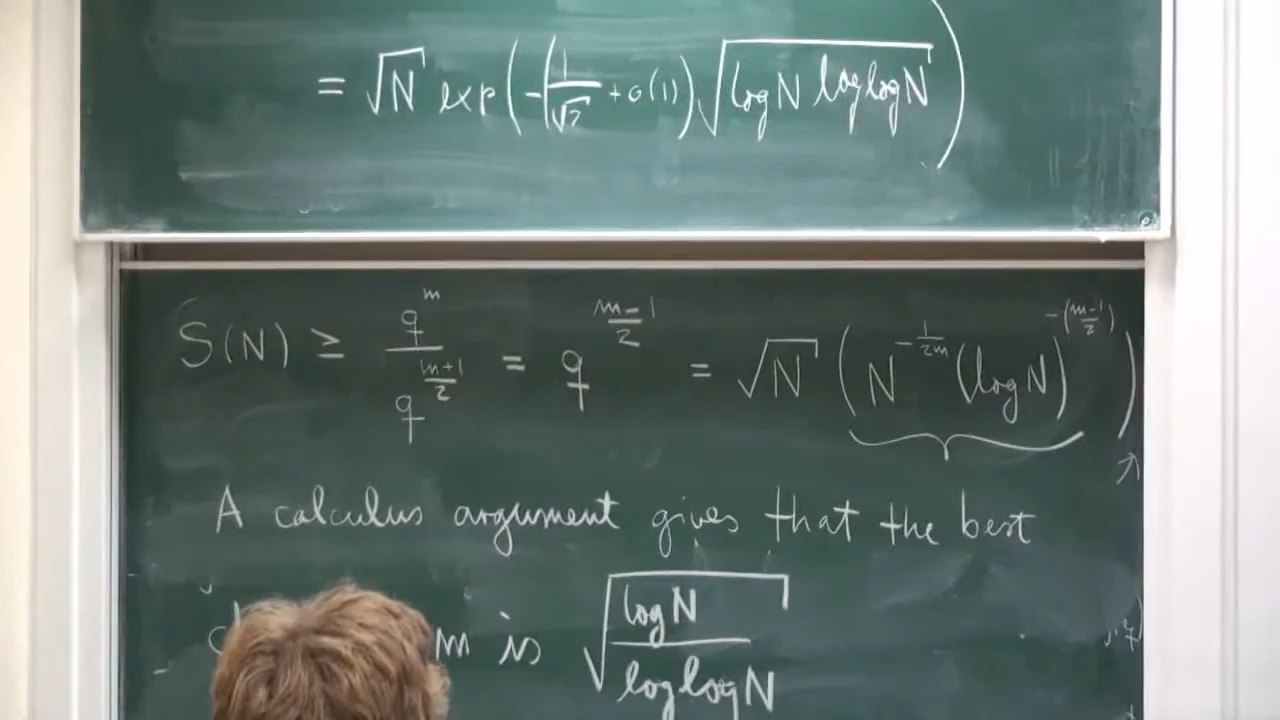 = √N exp(-(1/√2 + o(1))√(log N log log N))
S(N) ≥ q^m / q^((m+1)/2) = q^((m-1)/2) = √N (N^(-1/(2m)) (log N)^(-((m-1)/2)))
A calculus argument gives that the best
m is √(log N / log log N)